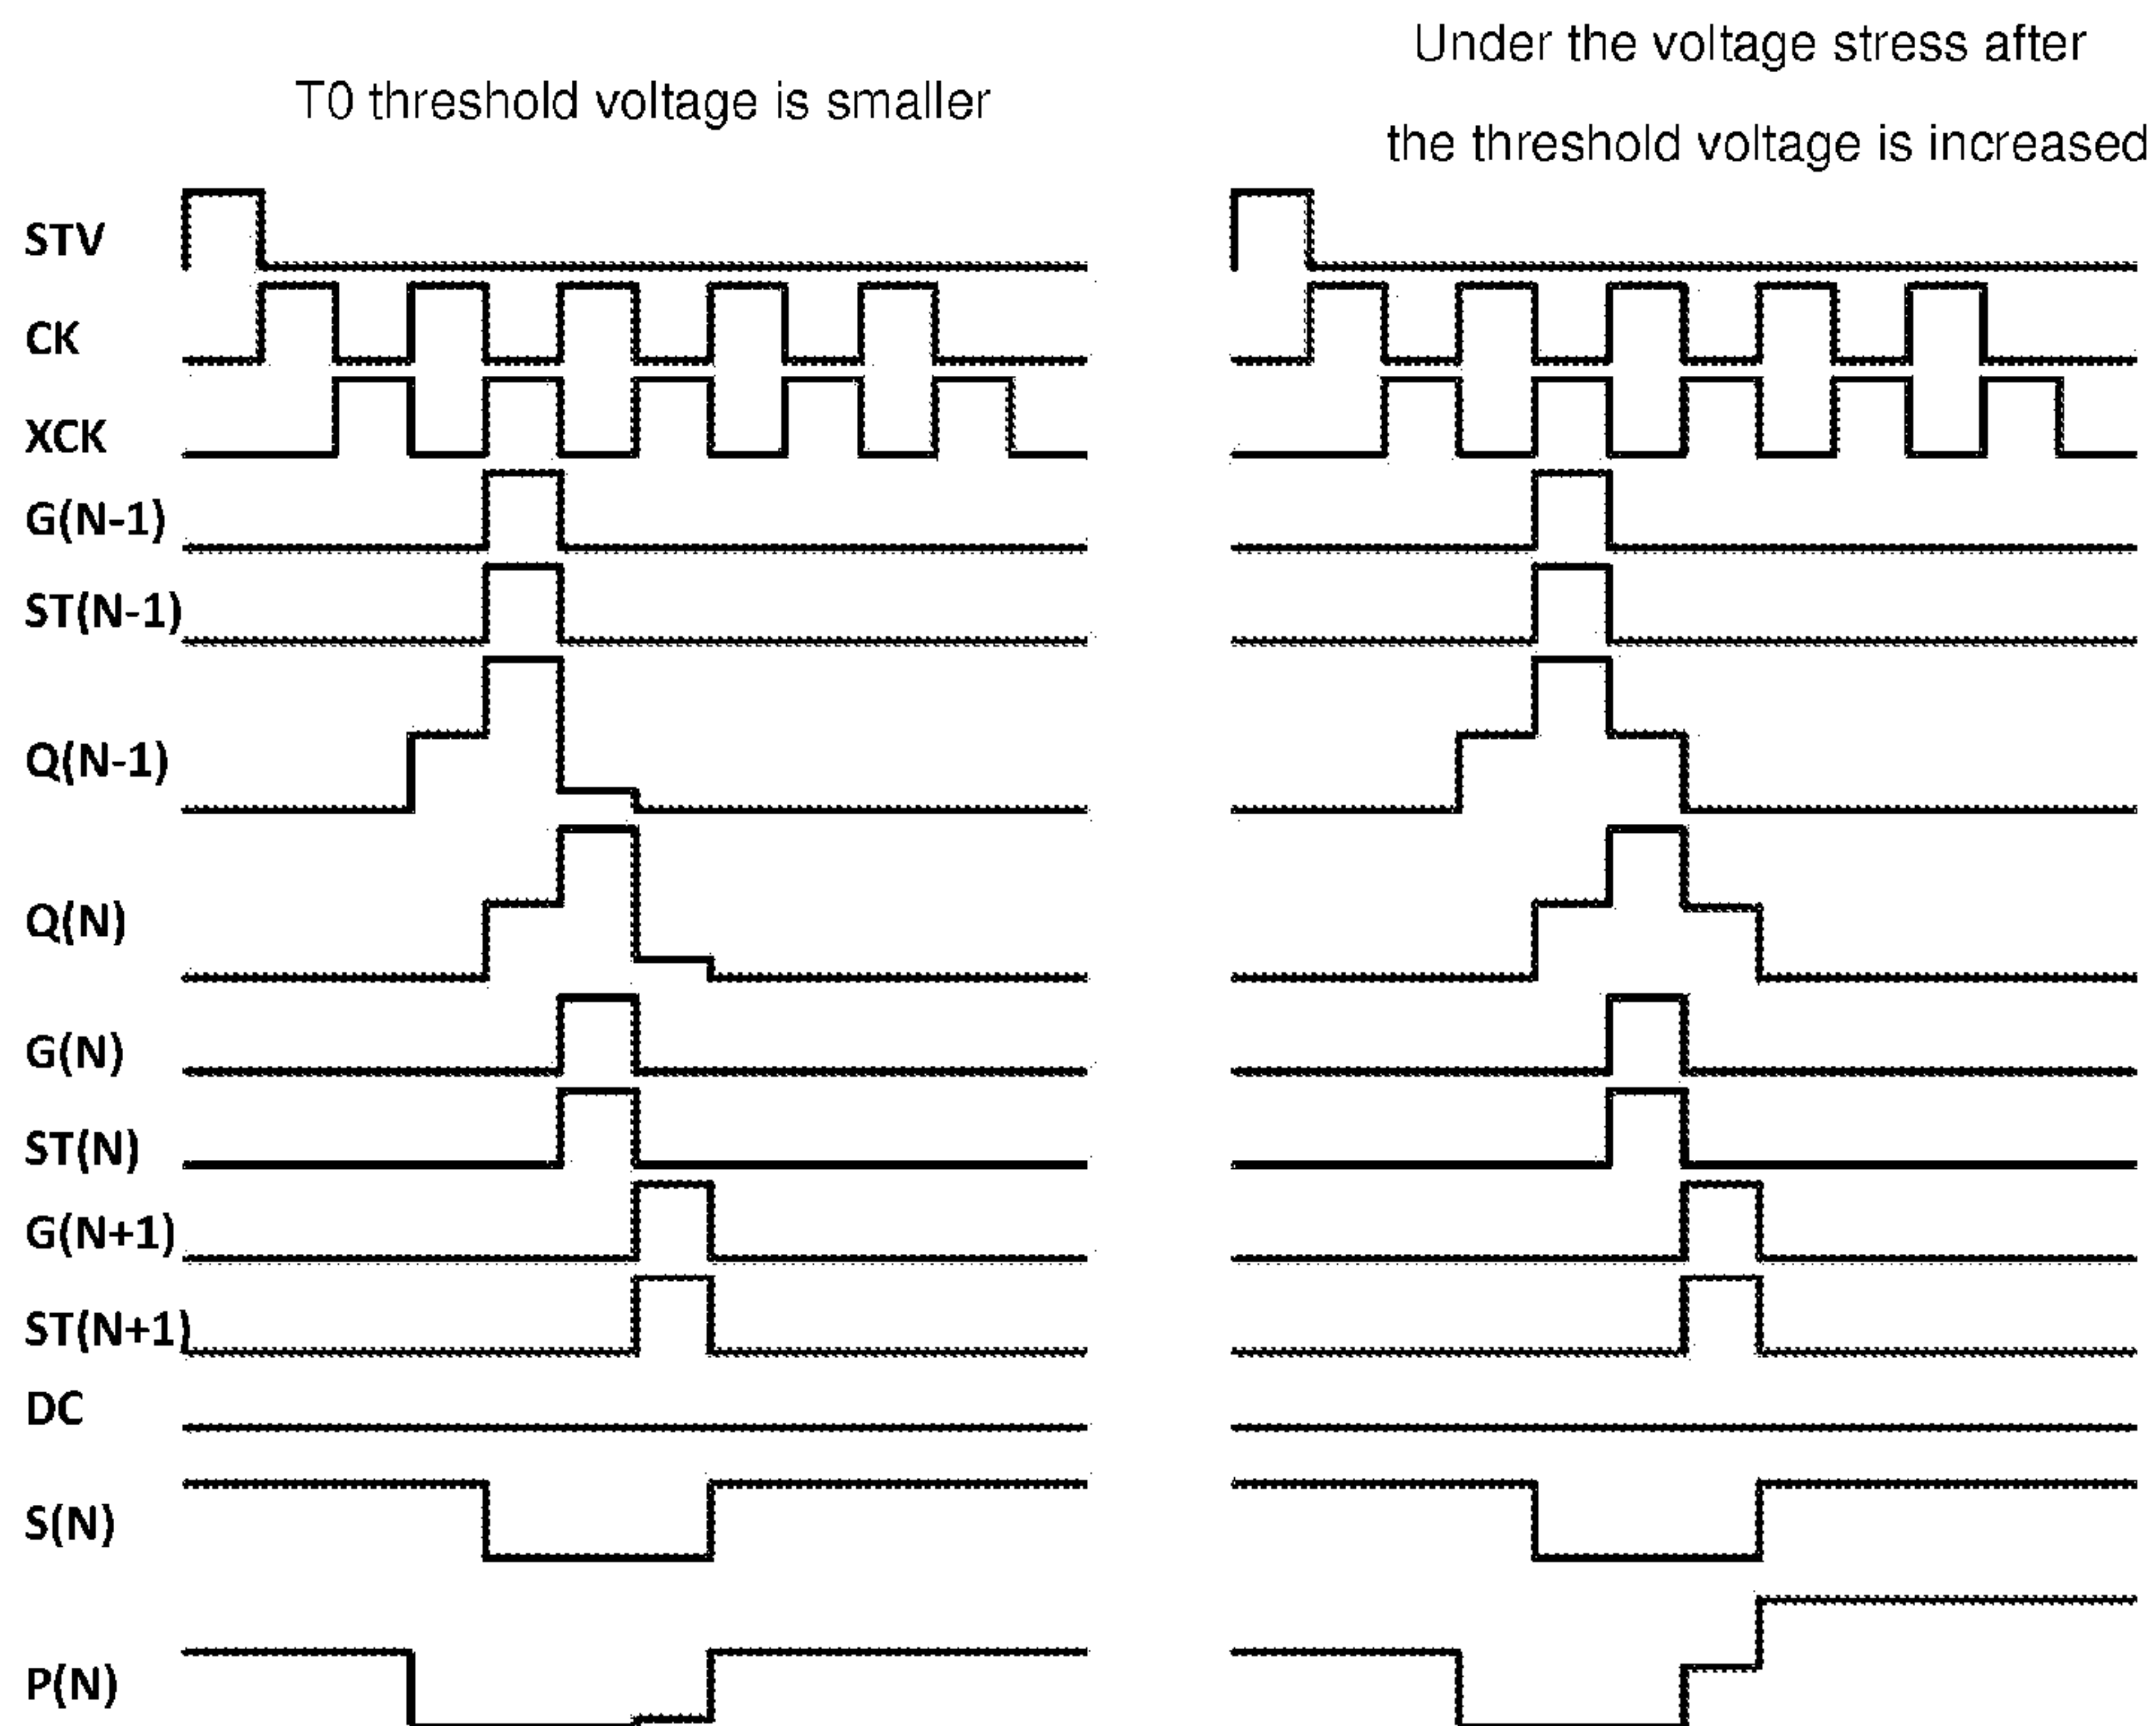 T0 threshold voltage is smaller
Under the voltage stress after
the threshold voltage is increased
STV
CK
XCK
G(N-1)
ST(N-1)
Q(N-1)
Q(N)
G(N)
ST(N)
G(N+1)
ST(N+1)
DC
S(N)
P(N)